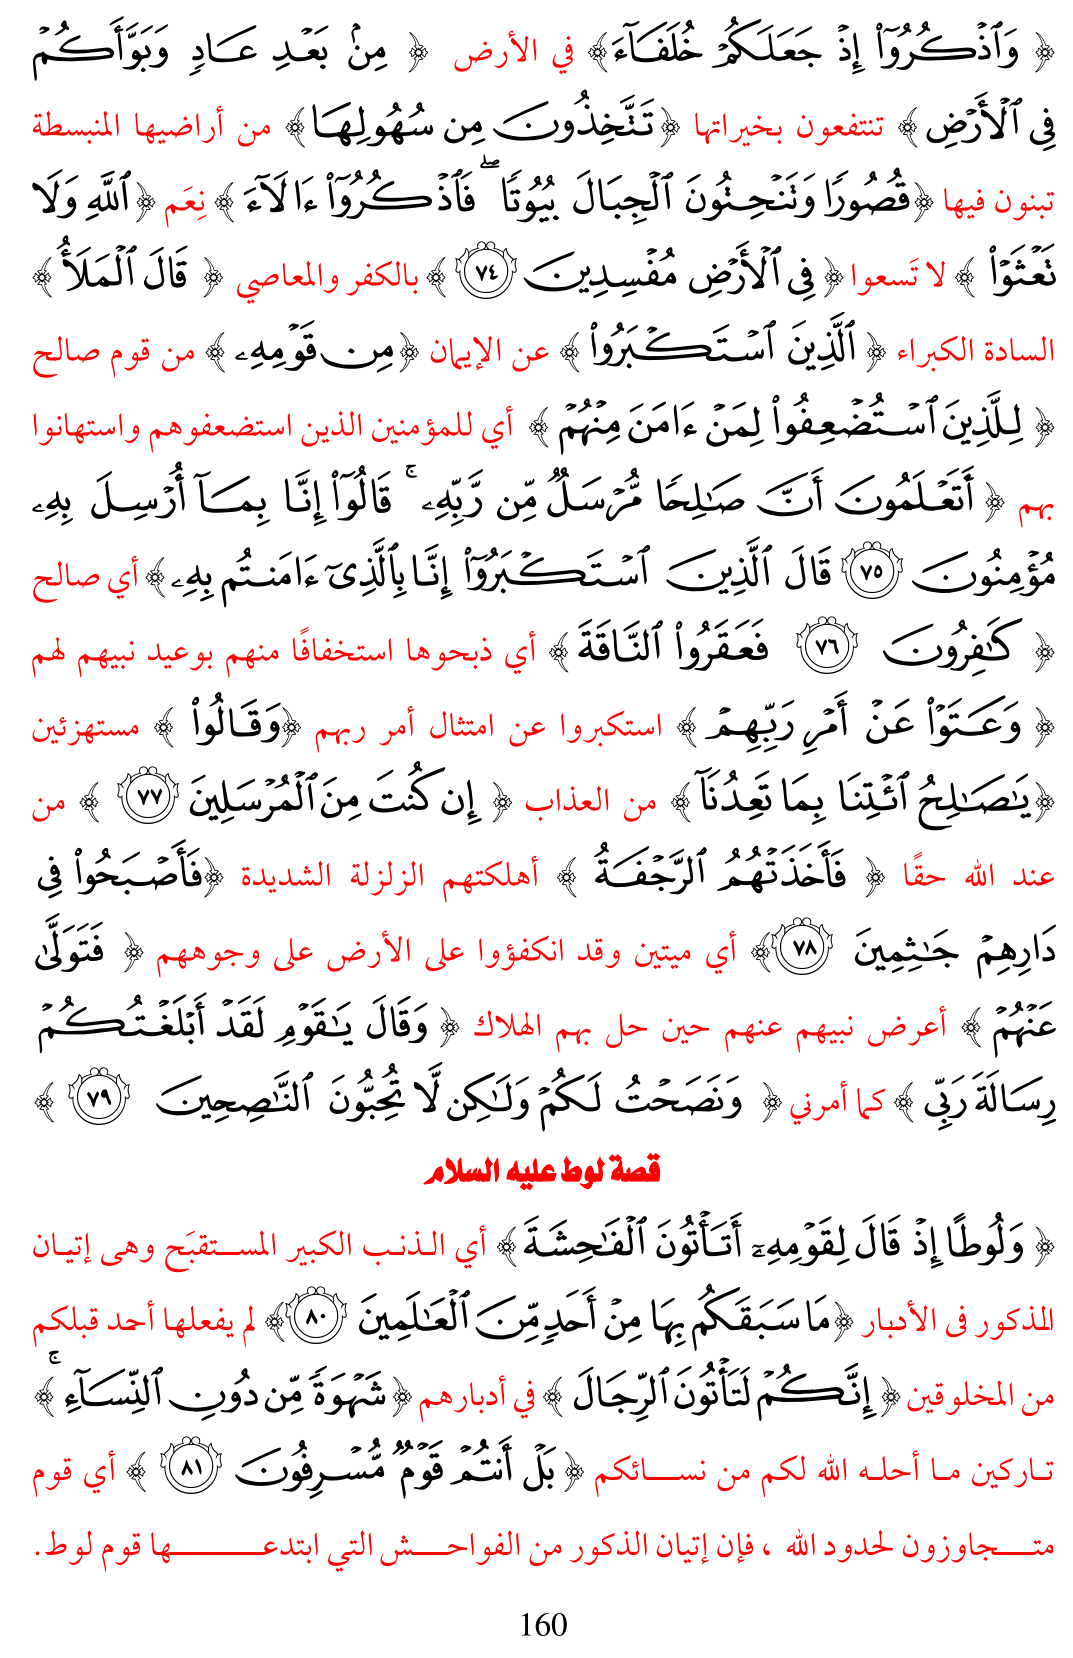 ﴿ وَٱذۡكُرُوٓاْ إِذۡ جَعَلَكُمۡ خُلَفَآءَ﴾ في الأرض ﴿ مِنۢ بَعۡدِ عَادٖ وَبَوَّأَكُمۡ
فِي ٱلۡأَرۡضِ ﴾ تنتفعون بخيراتها ﴿تَتَّخِذُونَ مِن سُهُولِهَا﴾ من أراضيها المنبسطة
تبنون فيها ﴿قُصُورٗا وَتَنۡحِتُونَ ٱلۡجِبَالَ بُيُوتٗاۖ فَٱذۡكُرُوٓاْ ءَالَآءَ ﴾ نِعَم ﴿ٱللَّهِ وَلَا
تَعۡثَوۡاْ ﴾ لا تَسعوا ﴿ فِي ٱلۡأَرۡضِ مُفۡسِدِينَ ٧٤ ﴾ بالكفر والمعاصي ﴿ قَالَ ٱلۡمَلَأُ ﴾
السادة الكبراء ﴿ ٱلَّذِينَ ٱسۡتَكۡبَرُواْ ﴾ عن الإيمان ﴿مِن قَوۡمِهِۦ ﴾ من قوم صالح
﴿ لِلَّذِينَ ٱسۡتُضۡعِفُواْ لِمَنۡ ءَامَنَ مِنۡهُمۡ ﴾ أي للمؤمنين الذين استضعفوهم واستهانوا
بهم ﴿ أَتَعۡلَمُونَ أَنَّ صَٰلِحٗا مُّرۡسَلٞ مِّن رَّبِّهِۦۚ قَالُوٓاْ إِنَّا بِمَآ أُرۡسِلَ بِهِۦ
مُؤۡمِنُونَ ٧٥ قَالَ ٱلَّذِينَ ٱسۡتَكۡبَرُوٓاْ إِنَّا بِٱلَّذِيٓ ءَامَنتُم بِهِۦ ﴾ أي صالح
﴿ كَٰفِرُونَ ٧٦ فَعَقَرُواْ ٱلنَّاقَةَ ﴾ أي ذبحوها استخفافًا منهم بوعيد نبيهم لهم
﴿ وَعَتَوۡاْ عَنۡ أَمۡرِ رَبِّهِمۡ ﴾ استكبروا عن امتثال أمر ربهم ﴿وَقَالُواْ ﴾ مستهزئين
﴿يَٰصَٰلِحُ ٱئۡتِنَا بِمَا تَعِدُنَآ﴾ من العذاب ﴿ إِن كُنتَ مِنَ ٱلۡمُرۡسَلِينَ ٧٧ ﴾ من
عند الله حقًا ﴿ فَأَخَذَتۡهُمُ ٱلرَّجۡفَةُ ﴾ أهلكتهم الزلزلة الشديدة ﴿فَأَصۡبَحُواْ فِي
دَارِهِمۡ جَٰثِمِينَ ٧٨﴾ أي ميتين وقد انكفؤوا على الأرض على وجوههم ﴿ فَتَوَلَّىٰ
عَنۡهُمۡ ﴾ أعرض نبيهم عنهم حين حل بهم الهلاك ﴿ وَقَالَ يَٰقَوۡمِ لَقَدۡ أَبۡلَغۡتُكُمۡ
رِسَالَةَ رَبِّي ﴾ كما أمرني ﴿ وَنَصَحۡتُ لَكُمۡ وَلَٰكِن لَّا تُحِبُّونَ ٱلنَّٰصِحِينَ ٧٩ ﴾
قصة لوط عليه السلام
﴿ وَلُوطًا إِذۡ قَالَ لِقَوۡمِهِۦٓ أَتَأۡتُونَ ٱلۡفَٰحِشَةَ ﴾ أي الذنب الكبير المستقبَح وهى إتيان
الذكور فى الأدبار ﴿مَا سَبَقَكُم بِهَا مِنۡ أَحَدٖ مِّنَ ٱلۡعَٰلَمِينَ ٨٠ ﴾ لم يفعلها أحد قبلكم
من المخلوقين ﴿ إِنَّكُمۡ لَتَأۡتُونَ ٱلرِّجَالَ ﴾ في أدبارهم ﴿شَهۡوَةٗ مِّن دُونِ ٱلنِّسَآءِۚ ﴾
تاركين ما أحله الله لكم من نسائكم ﴿ بَلۡ أَنتُمۡ قَوۡمٞ مُّسۡرِفُونَ ٨١ ﴾ أي قوم
متجاوزون لحدود الله ، فإن إتيان الذكور من الفواحش التي ابتدعها قوم لوط.
160